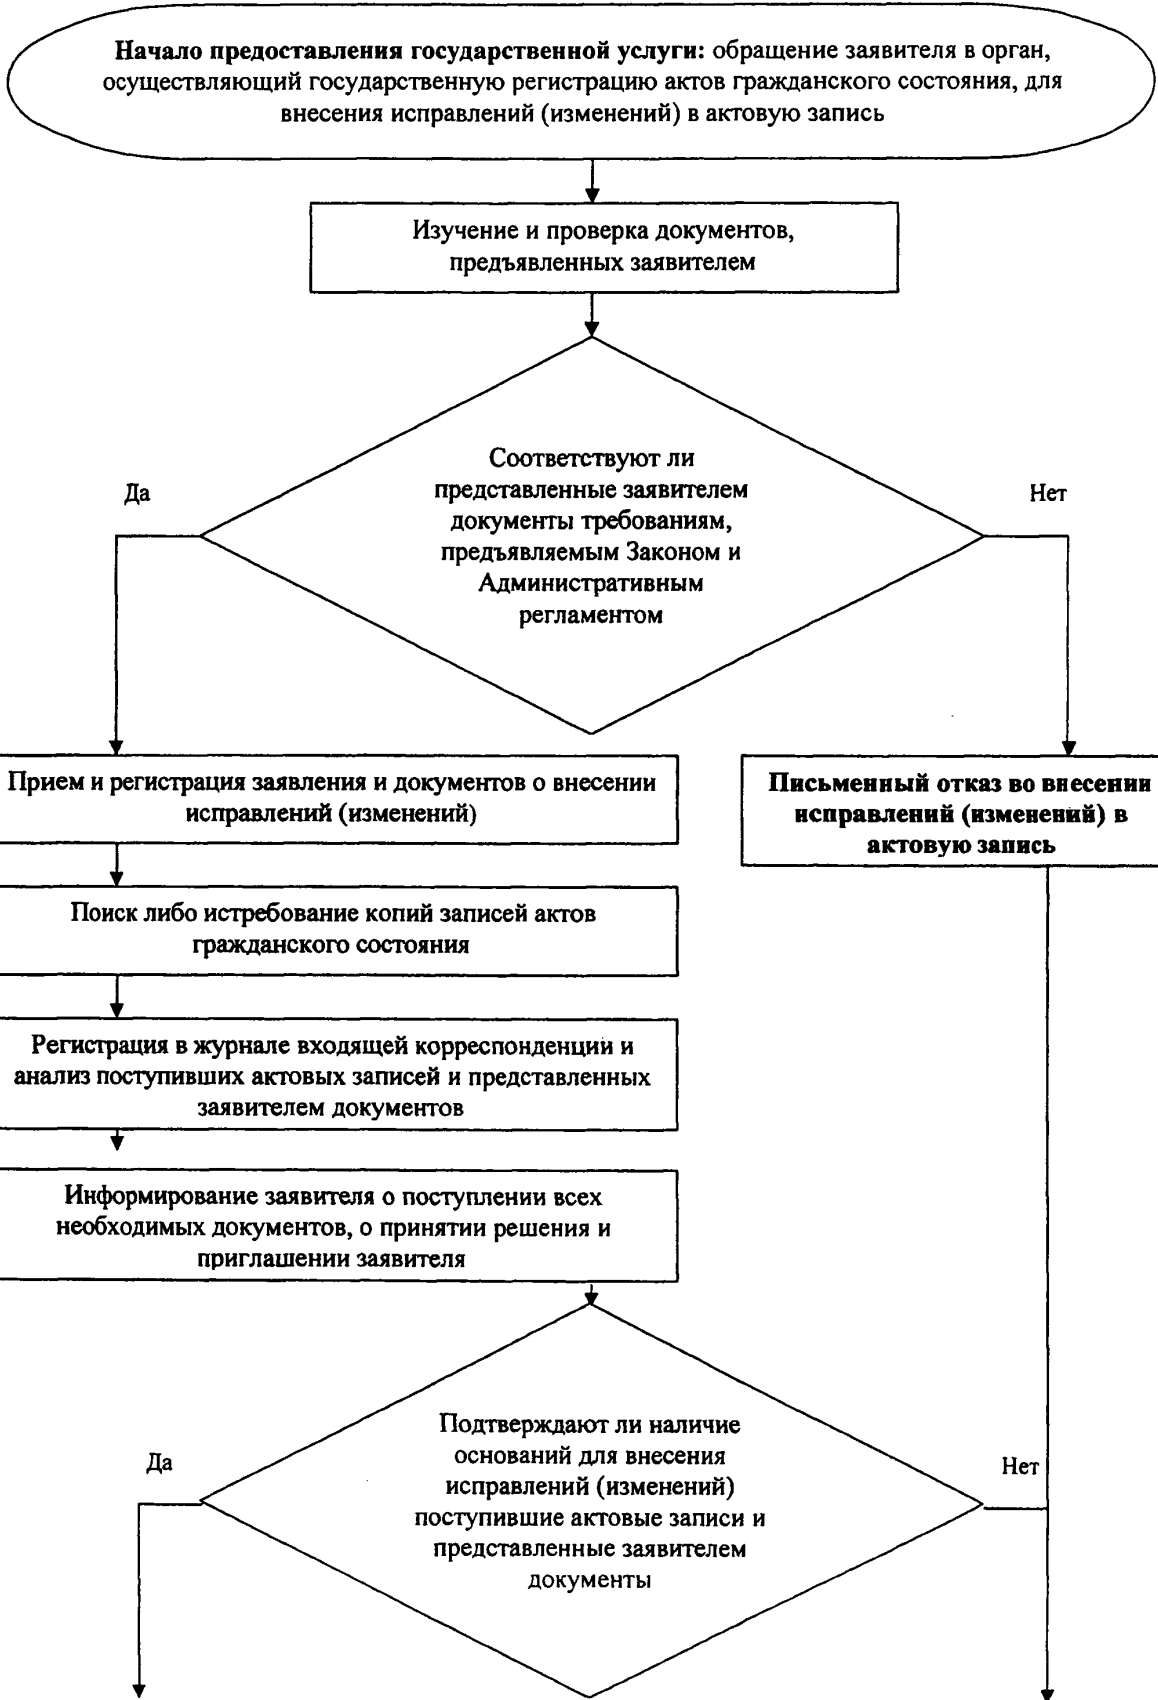 Начало предоставления государственной услуги: обращение заявителя в орган,
осуществляющий государственную регистрацию актов гражданского состояния, для
внесения исправлений (изменений) в актовую запись
Изучение и проверка документов,
предъявленных заявителем
Соответствуют ли
представленные заявителем
документы требованиям,
предъявляемым Законом и
Административным
регламентом
Да
Нет
Прием и регистрация заявления и документов о внесении
исправлений (изменений)
Письменный отказ во внесении
исправлений (изменений) в
актовую запись
Поиск либо истребование копий записей актов
гражданского состояния
Регистрация в журнале входящей корреспонденции и
анализ поступивших актовых записей и представленных
заявителем документов
Информирование заявителя о поступлении всех
необходимых документов, о принятии решения и
приглашении заявителя
Подтверждают ли наличие
оснований для внесения
исправлений (изменений)
поступившие актовые записи и
представленные заявителем
документы
Да
Нет